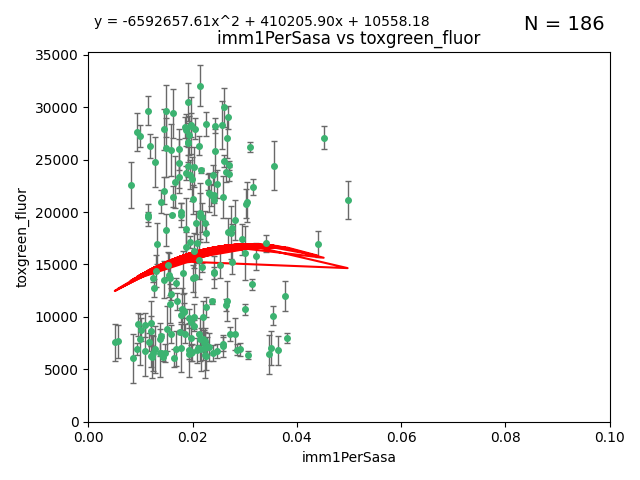 y = -6592657.61x^2 + 410205.90x + 10558.18
N = 186
imm1PerSasa vs toxgreen_fluor
35000
30000
25000
20000
15000
10000
5000
0
toxgreen_fluor
0.00 0.02 0.04 0.06 0.08 0.10
imm1PerSasa